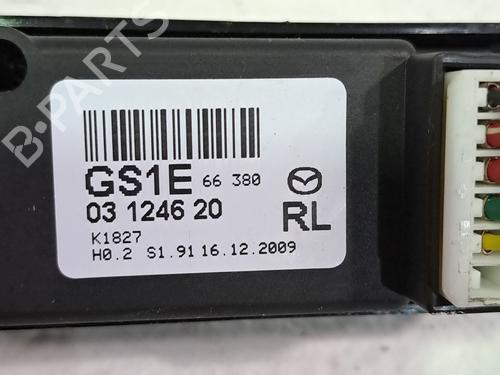 B-PARTS
GS1E 66 380
03 1246 20
RL
K1827
H0.2 S1.91 16.12.2009